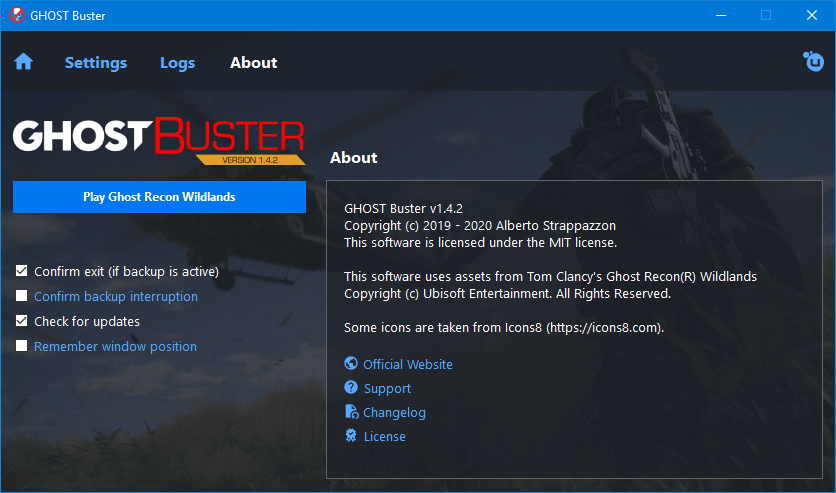 GHOST Buster
Settings
Logs
About
GHOSTBUSTER
VERSION 1.4.2
Play Ghost Recon Wildlands
Confirm exit (if backup is active)
Confirm backup interruption
Check for updates
Remember window position
About
GHOST Buster v1.4.2
Copyright (c) 2019 - 2020 Alberto Strappazzon
This software is licensed under the MIT license.
This software uses assets from Tom Clancy's Ghost Recon(R) Wildlands
Copyright (c) Ubisoft Entertainment. All Rights Reserved.
Some icons are taken from Icons8 (https://icons8.com).
Official Website
Support
Changelog
License